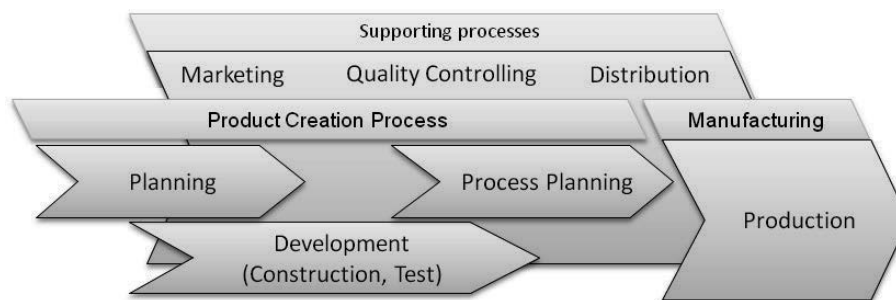 Supporting processes
Marketing Quality Controlling Distribution
Product Creation Process Manufacturing
Planning Process Planning
Production
Development
(Construction, Test)